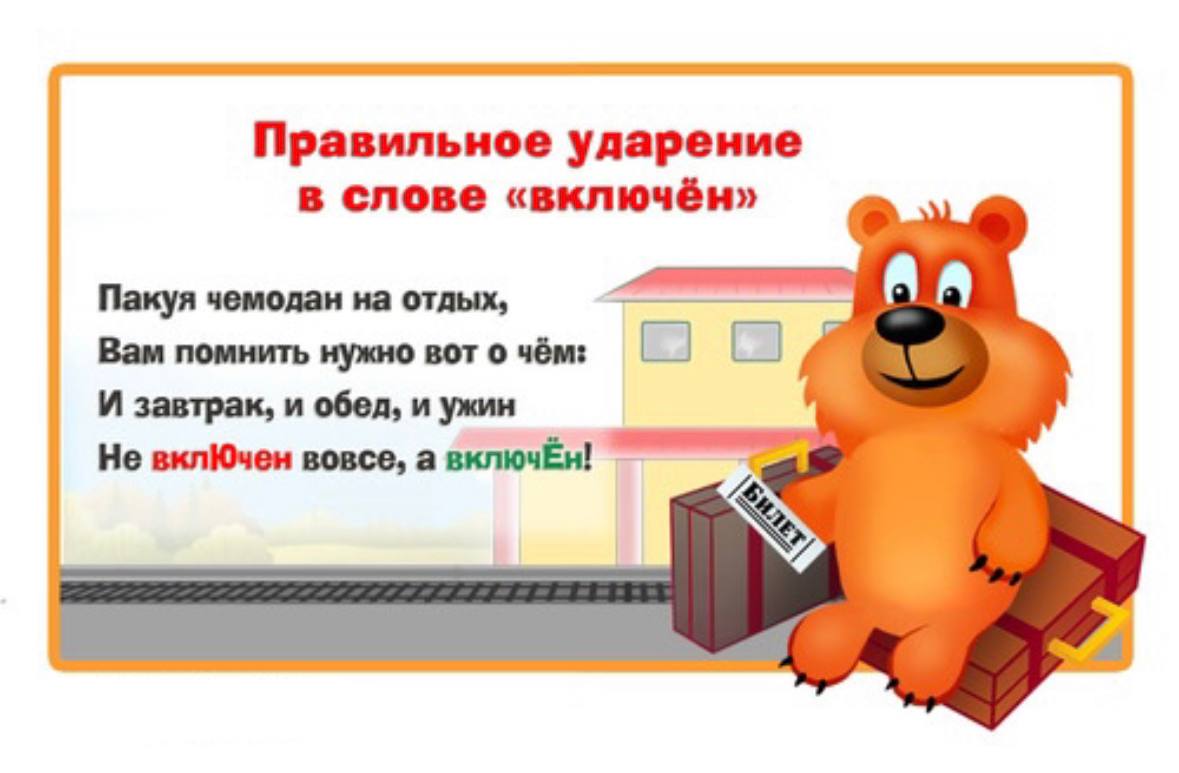 Правильное ударение
в слове «включён»
Пакуя чемодан на отдых,
Вам помнить нужно вот о чём:
И завтрак, и обед, и ужин
Не вклЮчен вовсе, а включЁн!
БИЛЕТ